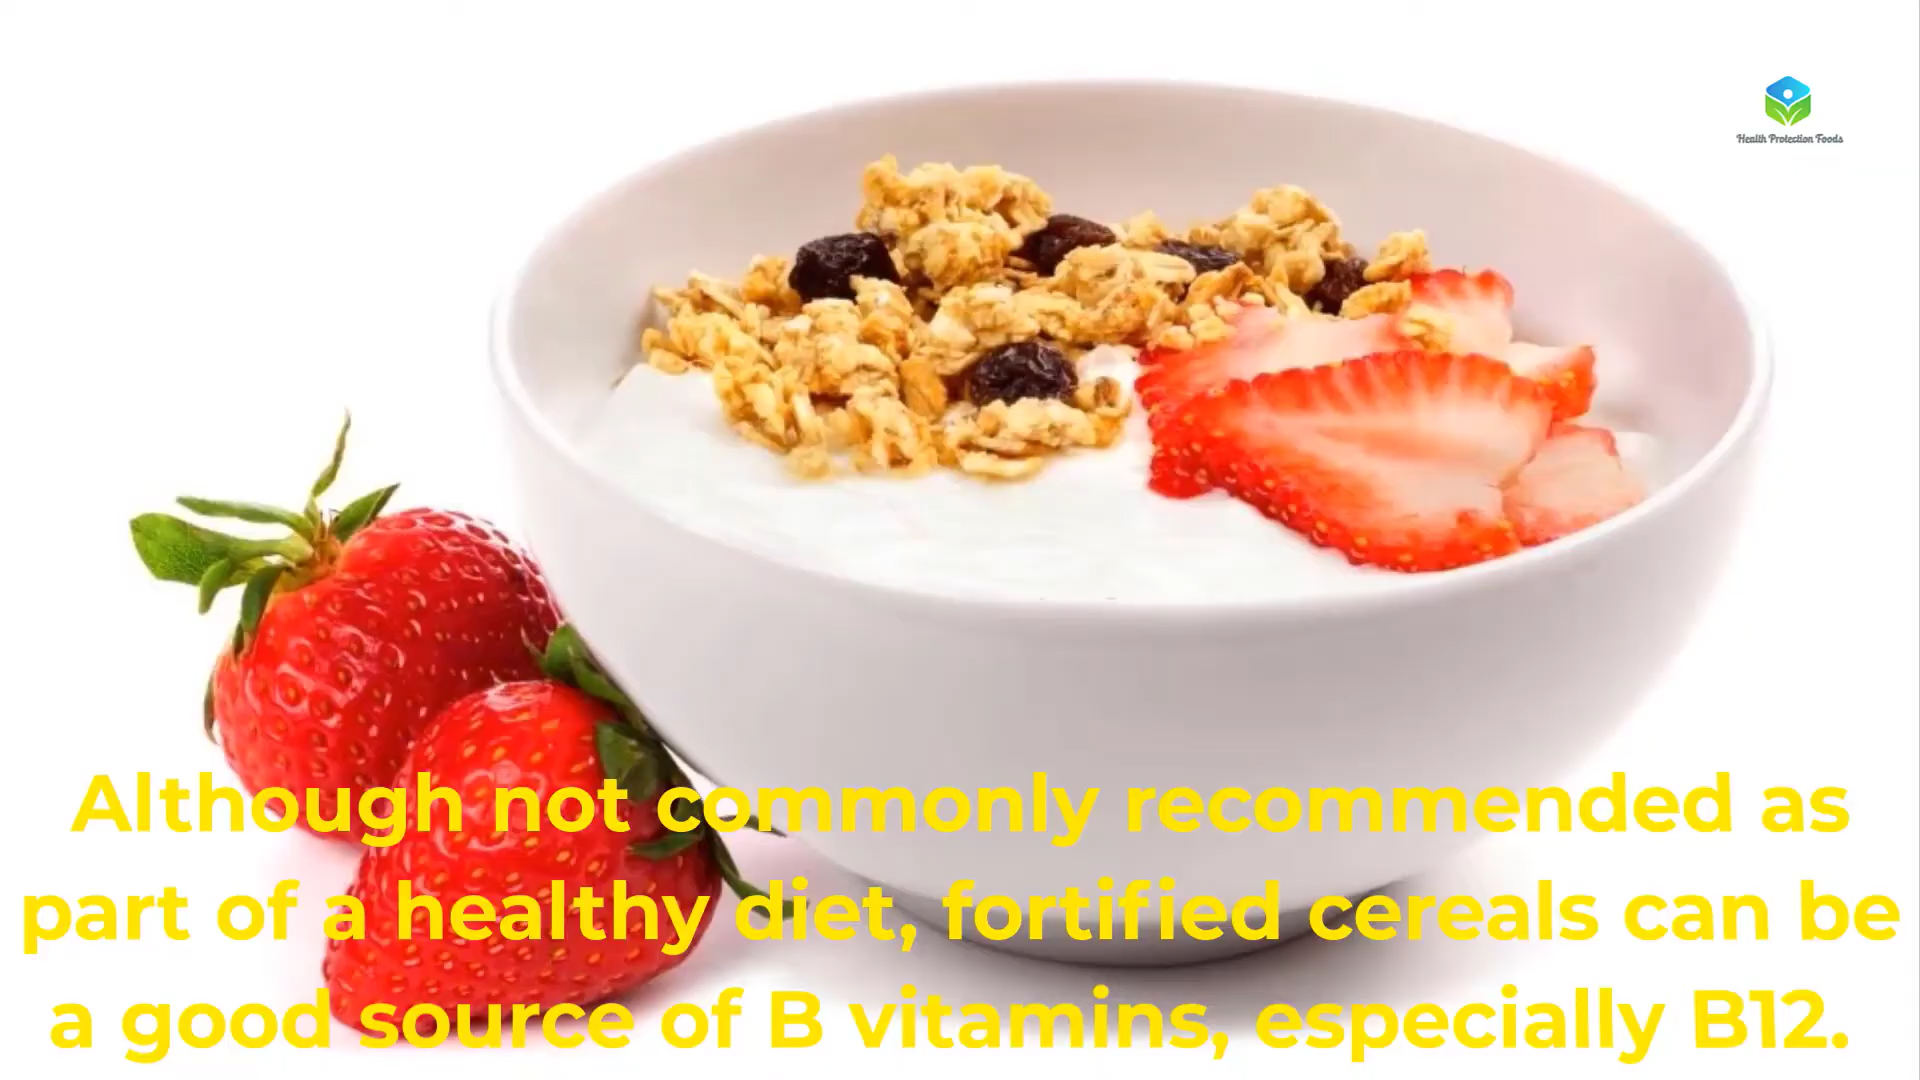 Health Protection Foods
Although not commonly recommended as
part of a healthy diet, fortified cereals can be
a good source of B vitamins, especially B12.